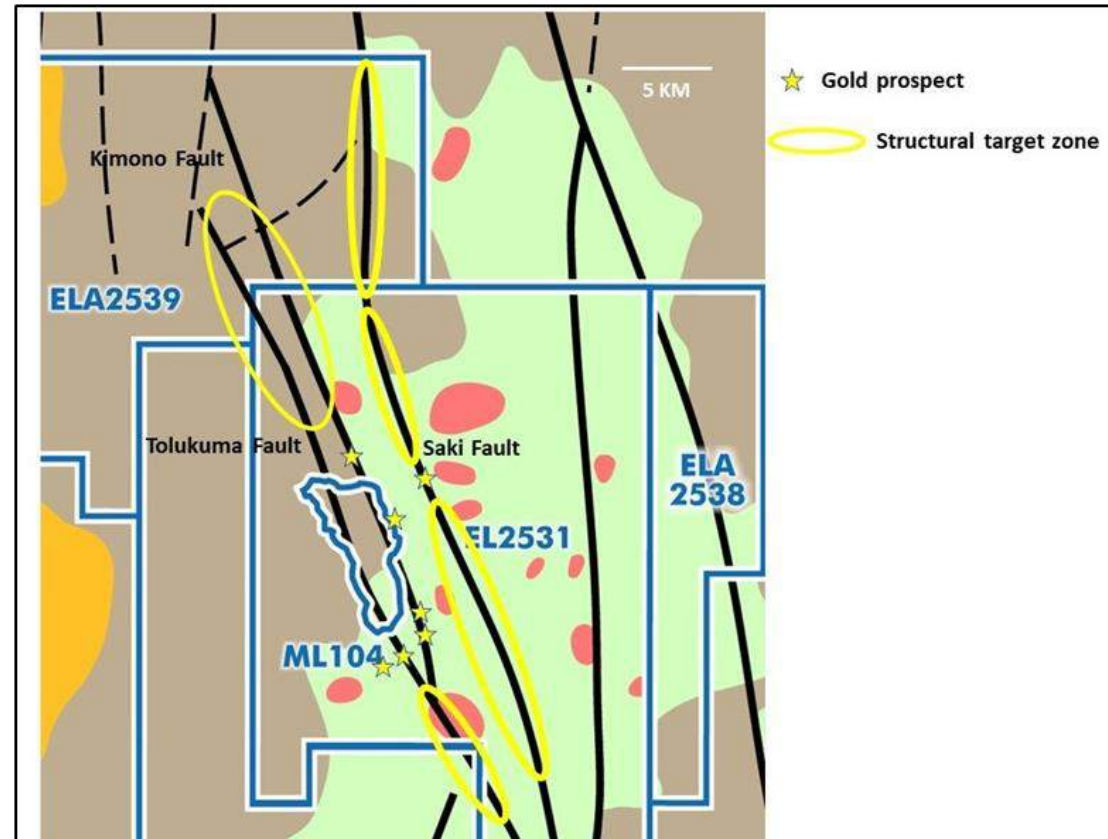 5 KM
Gold prospect
Kimono Fault
Structural target zone
ELA2539
Tolukuma Fault
Saki Fault
ELA
2538
EL2531
ML104